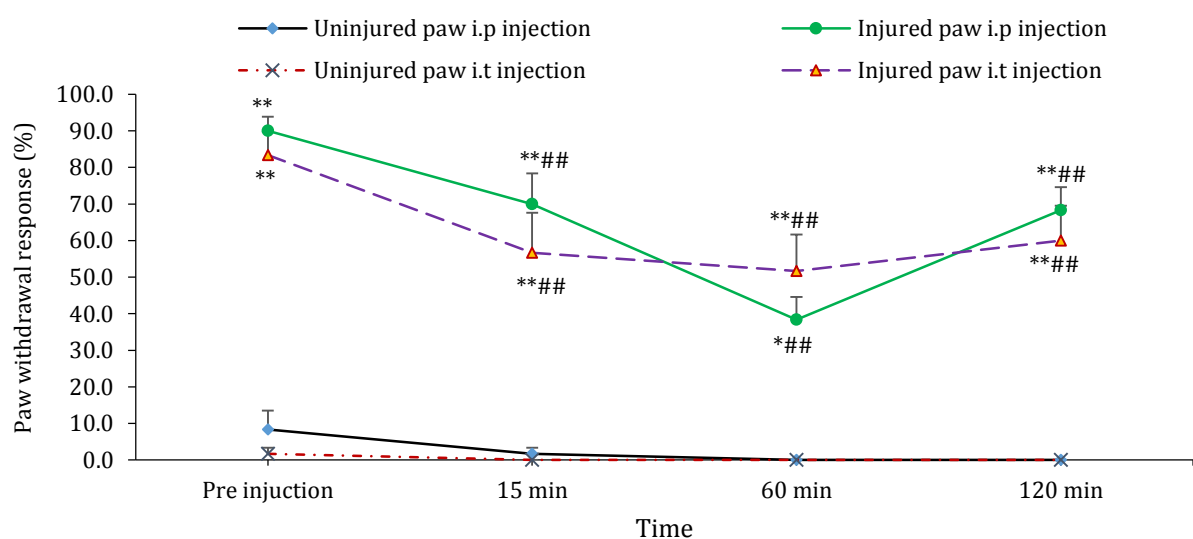 Uninjured paw i.p injection
Injured paw i.p injection
Uninjured paw i.t injection
Injured paw i.t injection
Paw withdrawal response (%)
100.0
90.0
80.0
70.0
60.0
50.0
40.0
30.0
20.0
10.0
0.0
**
**
**##
**##
**##
*##
**##
**##
Pre injuction
15 min
60 min
120 min
Time